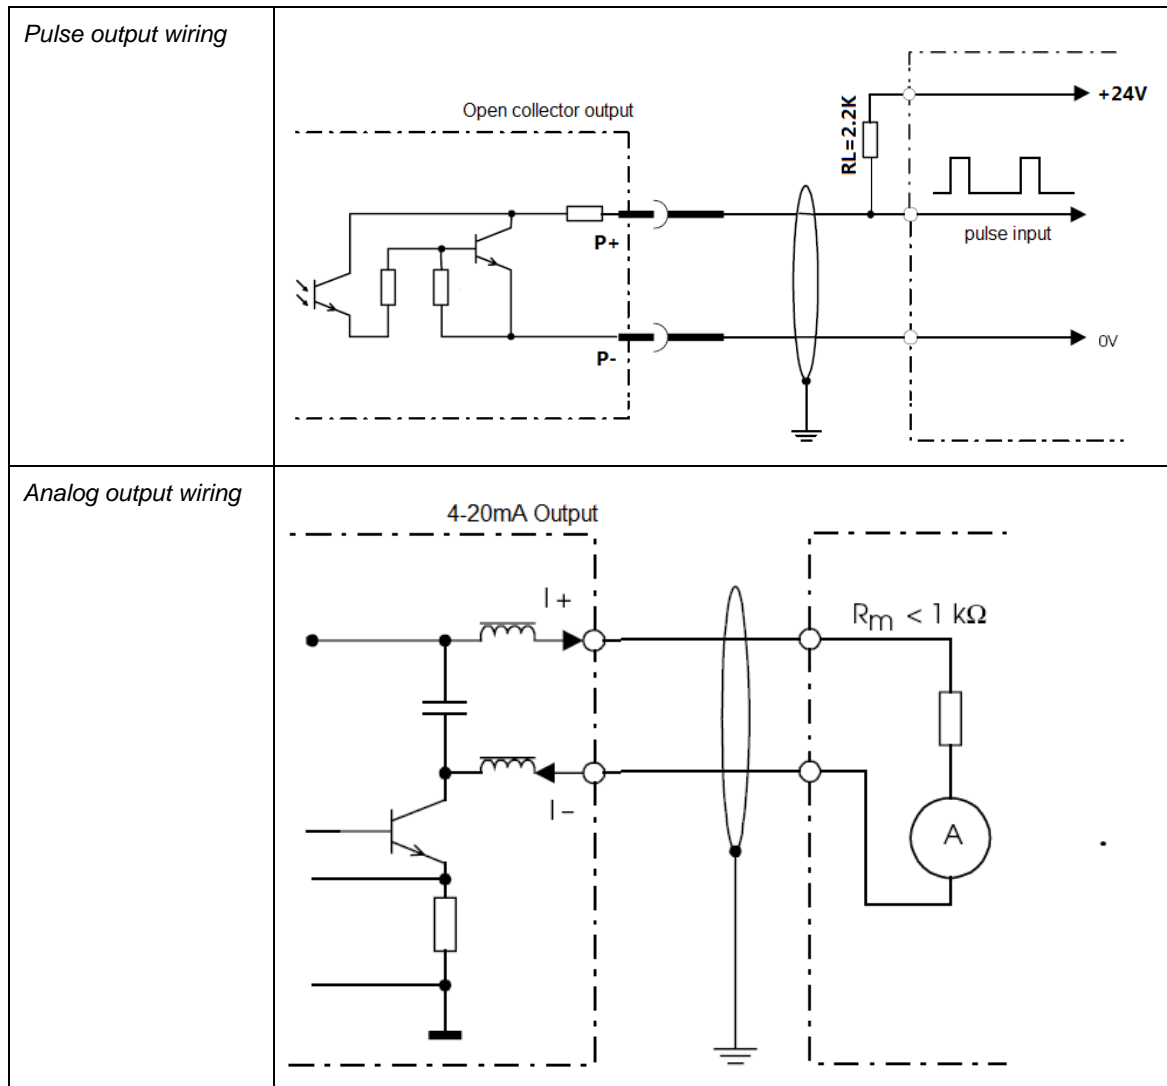 Pulse output wiring
Open collector output
+24V
RL=2.2K
P+
pulse input
P-
0V
Analog output wiring
4-20mA Output
I +
Rm < 1 kΩ
I -
A